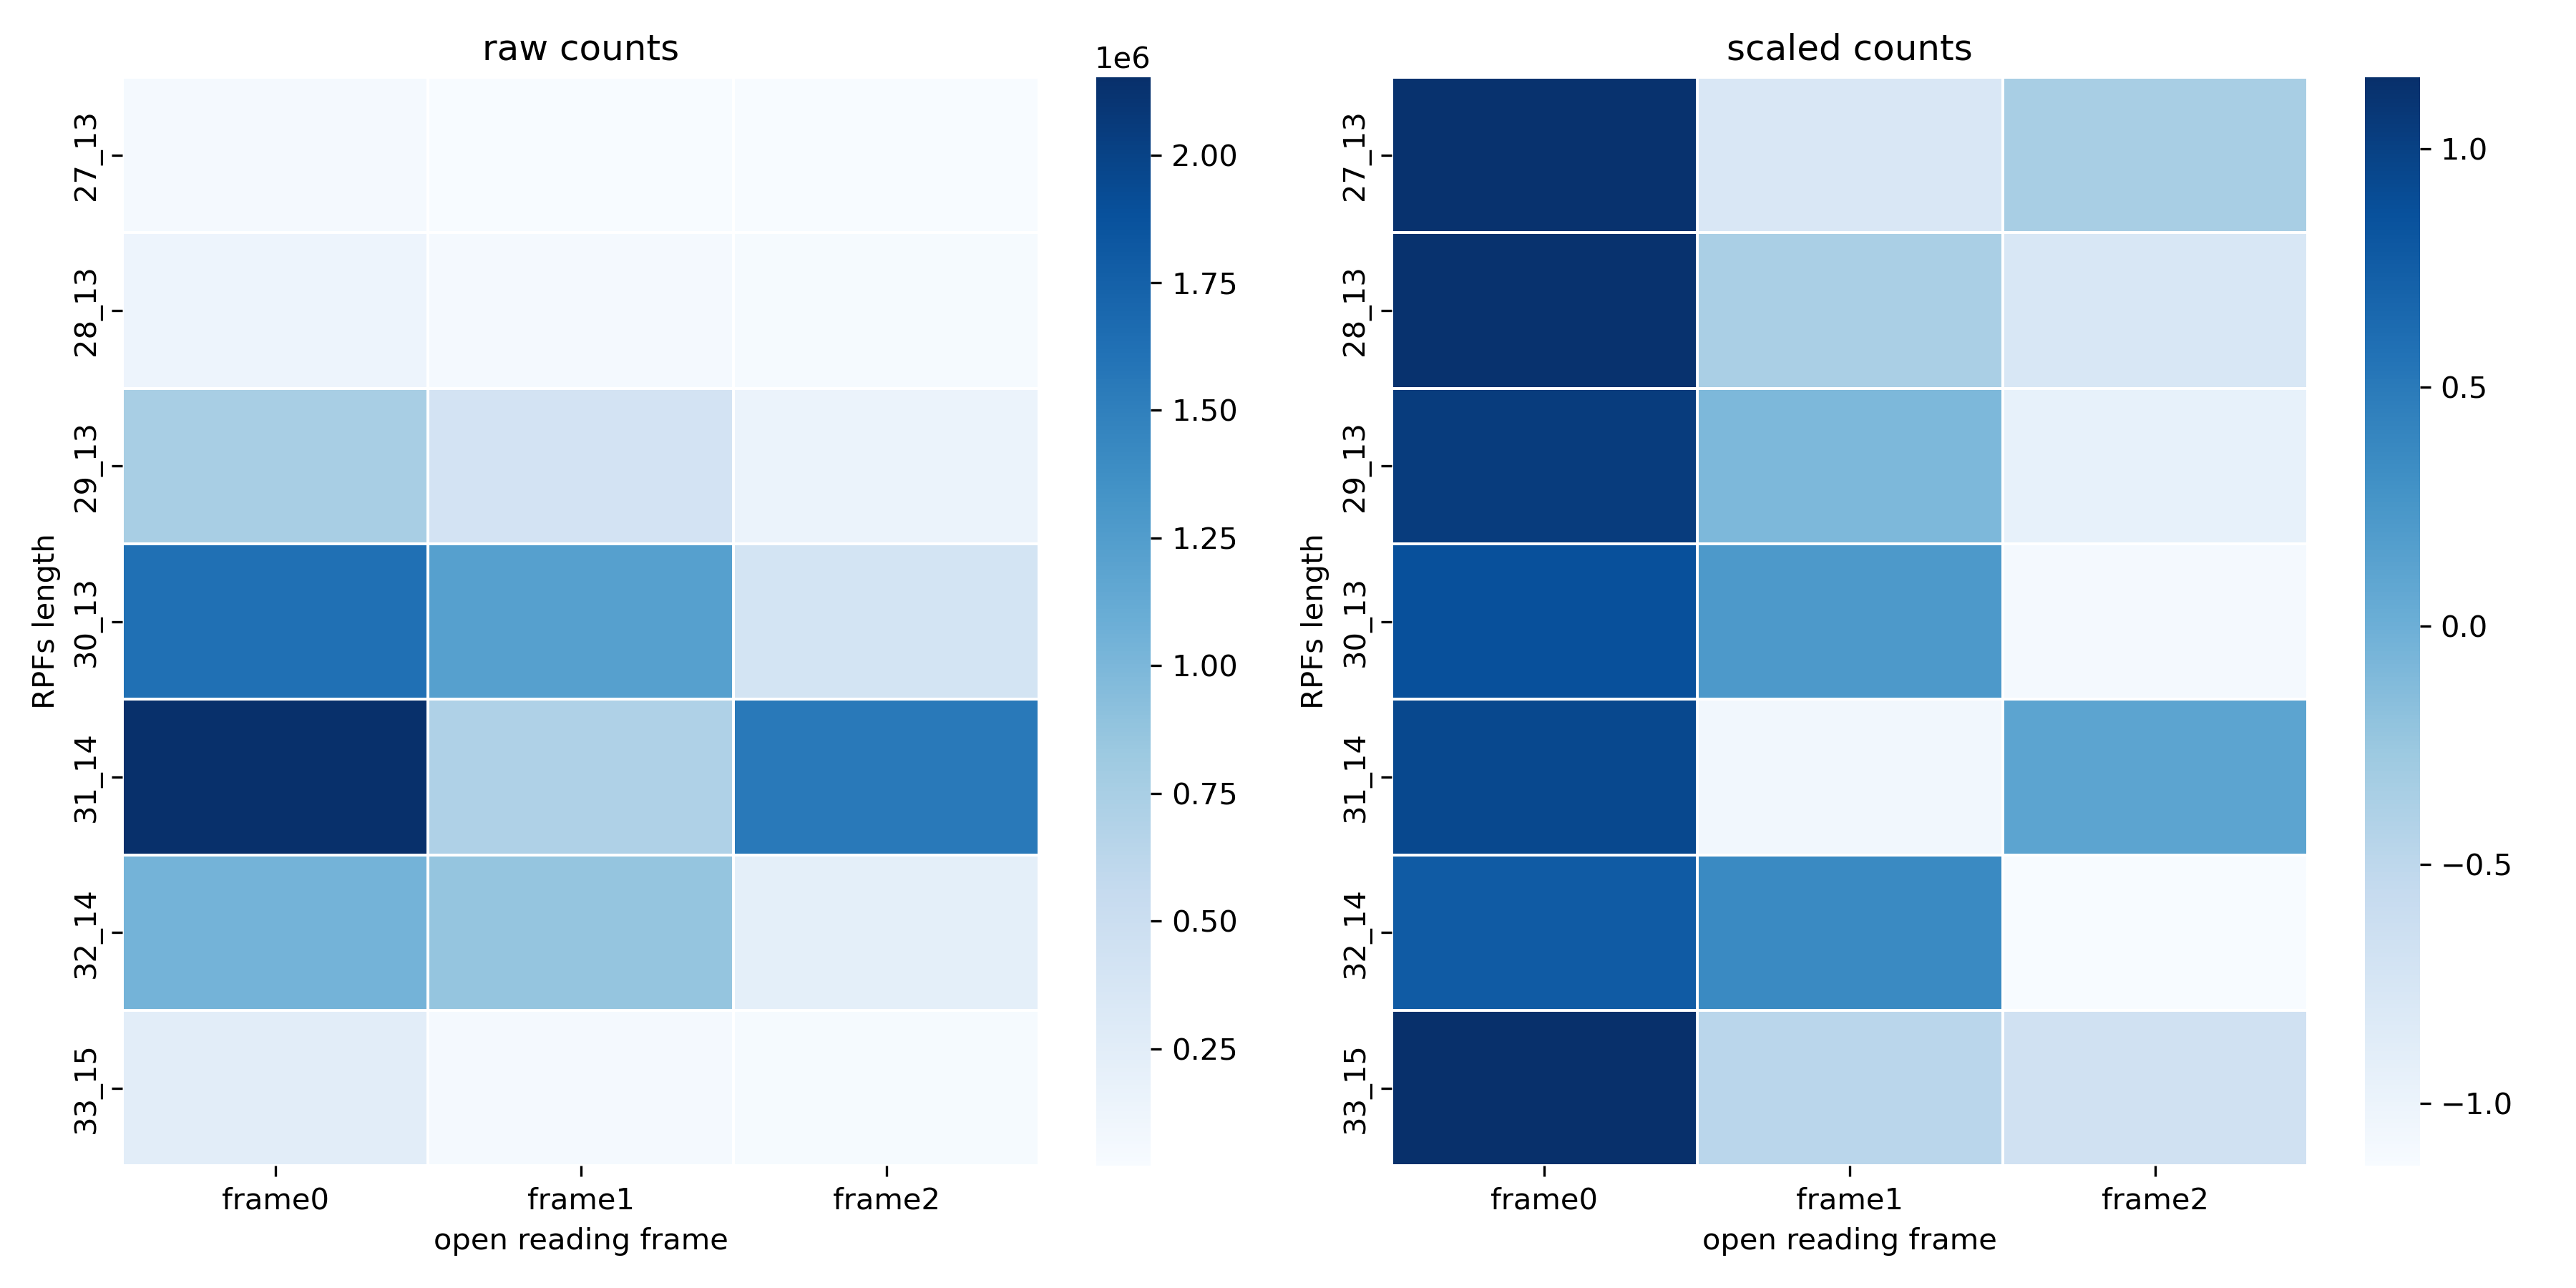 raw counts
1e6
27_13
28_13
29_13
30_13
31_14
32_14
33_15
RPFs length
frame0
frame1
frame2
open reading frame
2.00
1.75
1.50
1.25
1.00
0.75
0.50
0.25
scaled counts
27_13
28_13
29_13
30_13
31_14
32_14
33_15
RPFs length
frame0
frame1
frame2
open reading frame
1.0
0.5
0.0
−0.5
−1.0